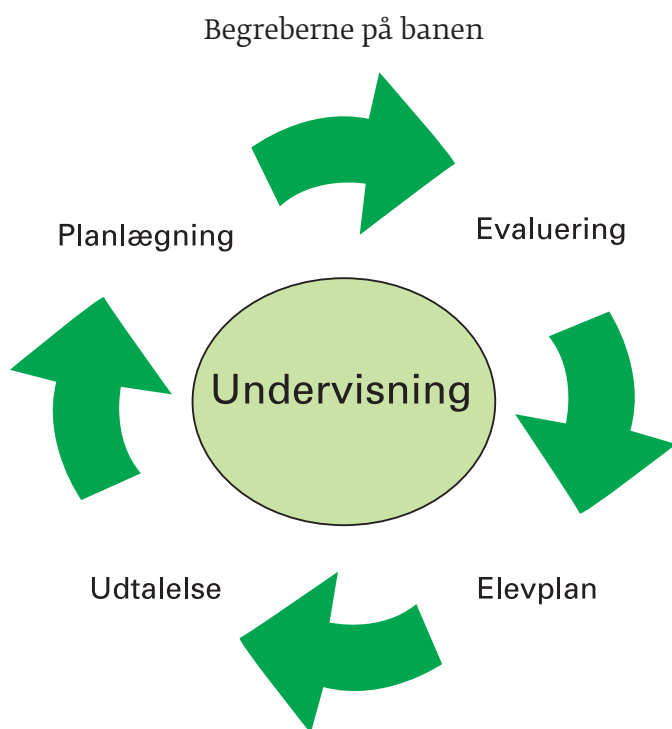 Begreberne på banen
Planlægning
Evaluering
Undervisning
Udtalelse
Elevplan